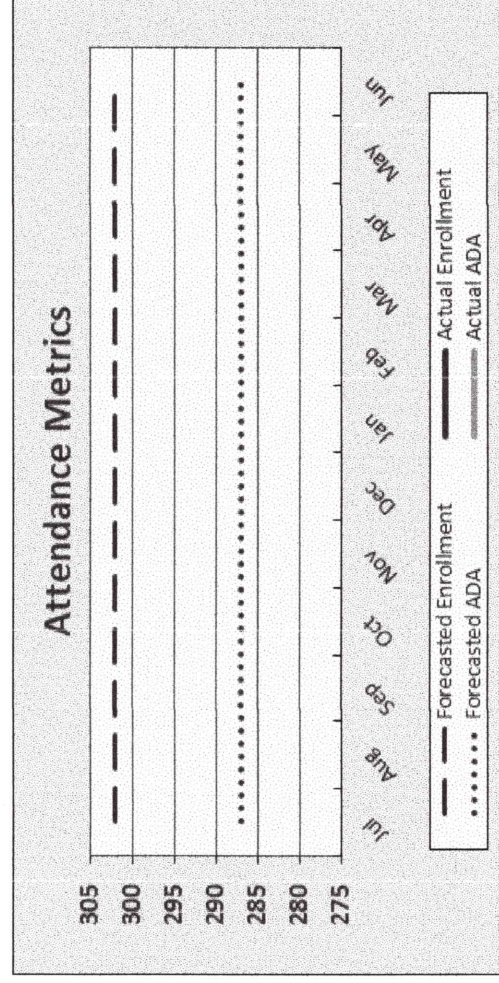 Attendance Metrics
305
300
295
290
285
280
275
Jul Aug Sep Oct Nov Dec Jan Feb Mar Apr May Jun
Forecasted Enrollment Actual Enrollment
Forecasted ADA Actual ADA